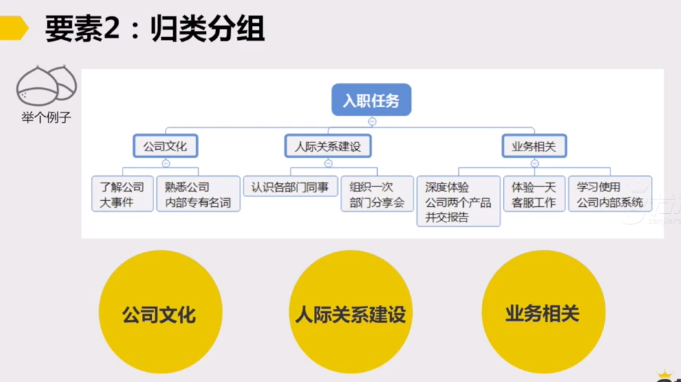 要素2：归类分组
举个例子
入职任务
公司文化
人际关系建设
业务相关
了解公司
大事件
熟悉公司
内部专有名词
认识各部门同事
组织一次
部门分享会
深度体验
公司两个产品
并交报告
体验一天
客服工作
学习使用
公司内部系统
公司文化
人际关系建设
业务相关